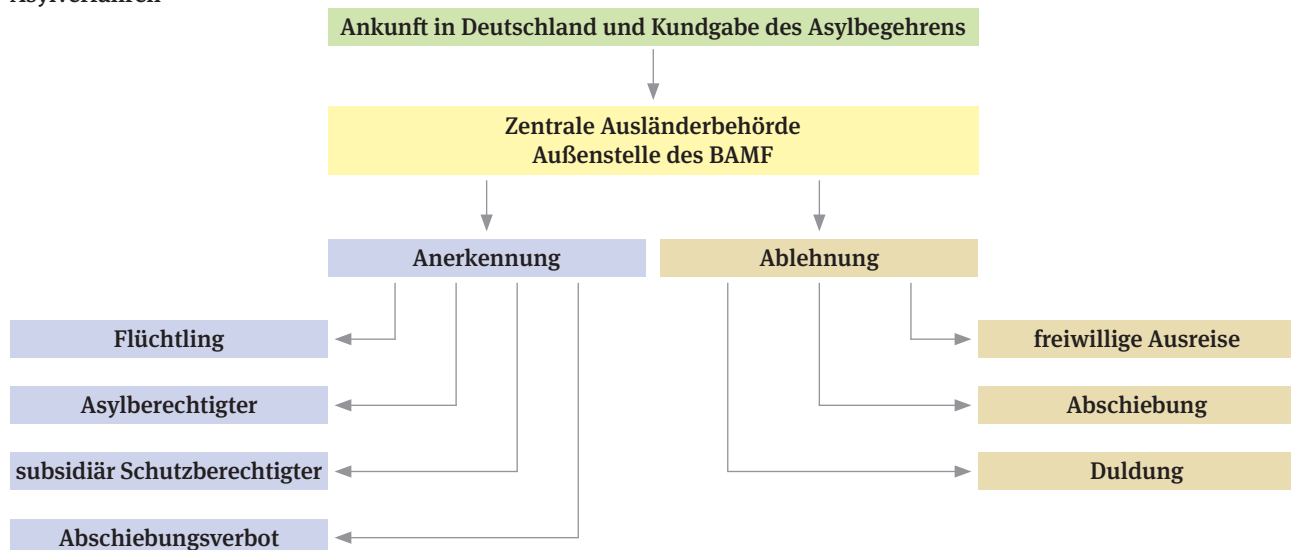 Asylverfahren
Ankunft in Deutschland und Kundgabe des Asylbegehrens
Zentrale Ausländerbehörde
Außenstelle des BAMF
Anerkennung
Ablehnung
Flüchtling
freiwillige Ausreise
Asylberechtigter
Abschiebung
subsidiär Schutzberechtigter
Duldung
Abschiebungsverbot